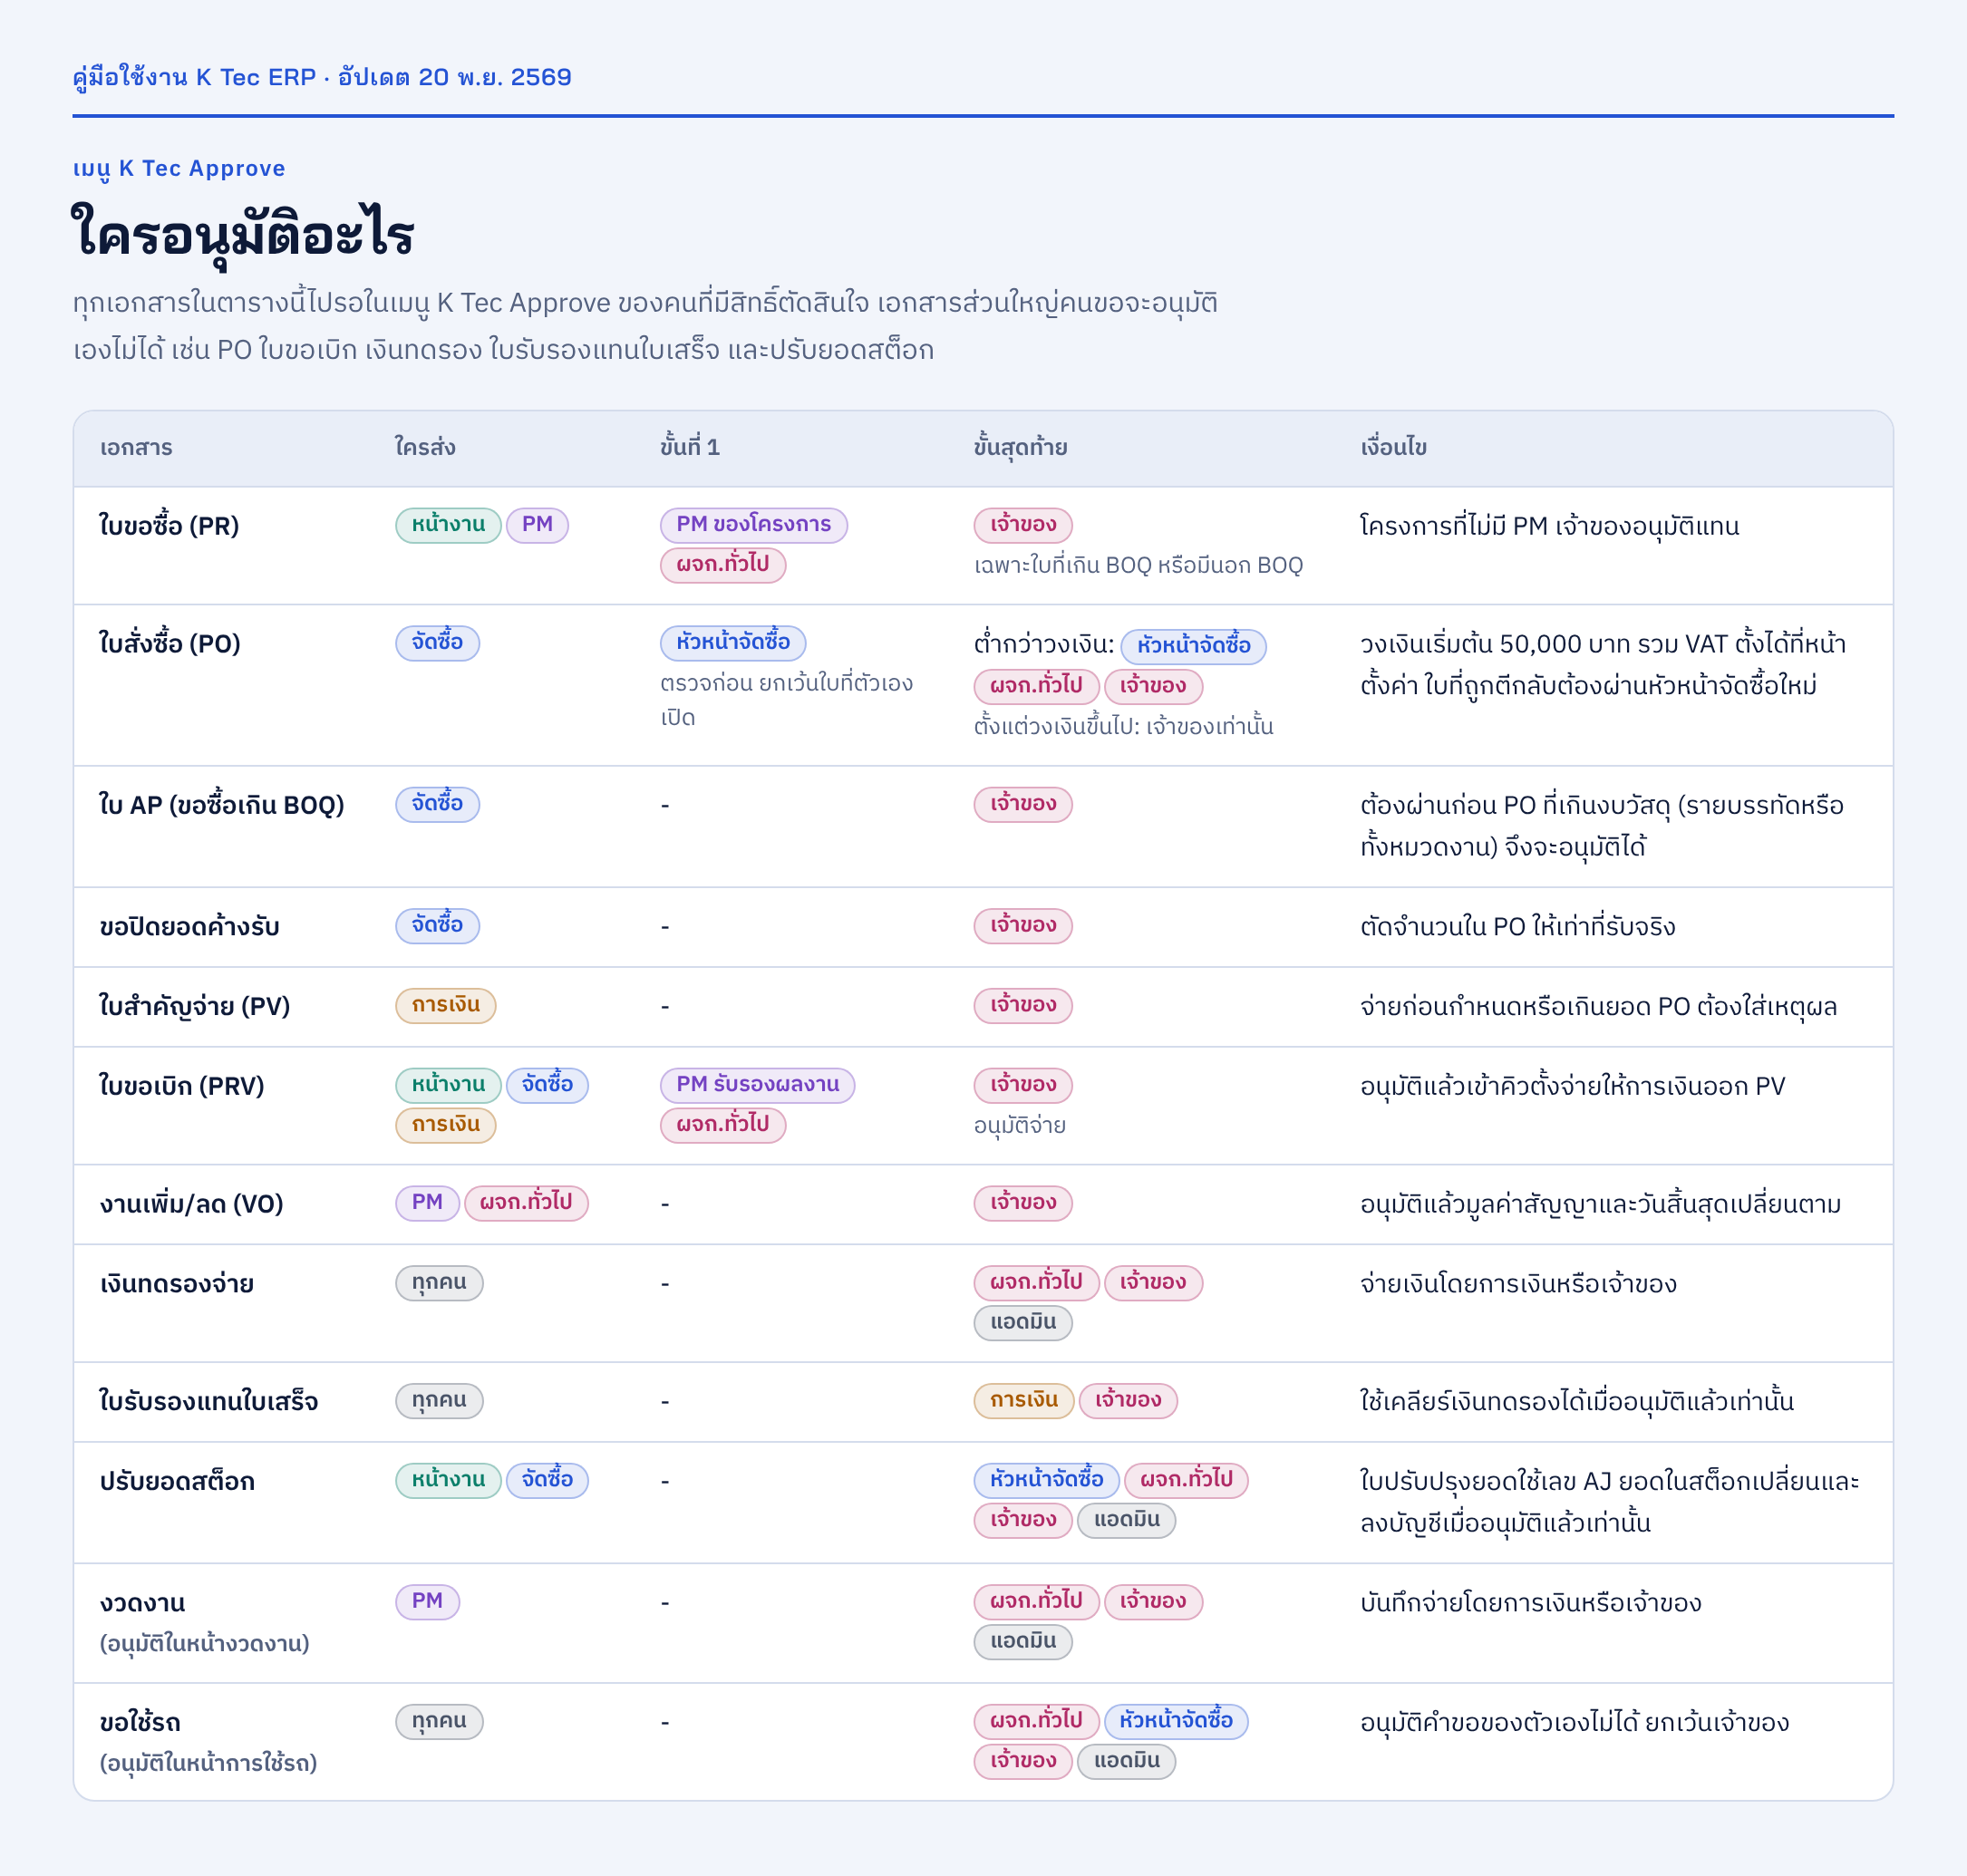 คู่มือใช้งาน K Tec ERP · อัปเดต 20 พ.ย. 2569
เมนู K Tec Approve
ใครอนุมัติอะไร
ทุกเอกสารในตารางนี้ไปรอในเมนู K Tec Approve ของคนที่มีสิทธิ์ตัดสินใจ เอกสารส่วนใหญ่คนขอจะอนุมัติ
เองไม่ได้ เช่น PO ใบขอเบิก เงินทดรอง ใบรับรองแทนใบเสร็จ และปรับยอดสต็อก
เอกสาร ใครส่ง ขั้นที่ 1 ขั้นสุดท้าย เงื่อนไข
ใบขอซื้อ (PR) หน้างาน PM PM ของโครงการ เจ้าของ โครงการที่ไม่มี PM เจ้าของอนุมัติแทน
ผจก.ทั่วไป เฉพาะใบที่เกิน BOQ หรือมีนอก BOQ
ใบสั่งซื้อ (PO) จัดซื้อ หัวหน้าจัดซื้อ ต่ำกว่าวงเงิน: หัวหน้าจัดซื้อ วงเงินเริ่มต้น 50,000 บาท รวม VAT ตั้งได้ที่หน้า
ตรวจก่อน ยกเว้นใบที่ตัวเอง ผจก.ทั่วไป เจ้าของ ตั้งค่า ใบที่ถูกตีกลับต้องผ่านหัวหน้าจัดซื้อใหม่
เปิด ตั้งแต่วงเงินขึ้นไป: เจ้าของเท่านั้น
ใบ AP (ขอซื้อเกิน BOQ) จัดซื้อ - เจ้าของ ต้องผ่านก่อน PO ที่เกินงบวัสดุ (รายบรรทัดหรือ
ทั้งหมวดงาน) จึงจะอนุมัติได้
ขอปิดยอดค้างรับ จัดซื้อ - เจ้าของ ตัดจำนวนใน PO ให้เท่าที่รับจริง
ใบสำคัญจ่าย (PV) การเงิน - เจ้าของ จ่ายก่อนกำหนดหรือเกินยอด PO ต้องใส่เหตุผล
ใบขอเบิก (PRV) หน้างาน จัดซื้อ PM รับรองผลงาน เจ้าของ อนุมัติแล้วเข้าคิวตั้งจ่ายให้การเงินออก PV
การเงิน ผจก.ทั่วไป อนุมัติจ่าย
งานเพิ่ม/ลด (VO) PM ผจก.ทั่วไป - เจ้าของ อนุมัติแล้วมูลค่าสัญญาและวันสิ้นสุดเปลี่ยนตาม
เงินทดรองจ่าย ทุกคน - ผจก.ทั่วไป เจ้าของ จ่ายเงินโดยการเงินหรือเจ้าของ
แอดมิน
ใบรับรองแทนใบเสร็จ ทุกคน - การเงิน เจ้าของ ใช้เคลียร์เงินทดรองได้เมื่ออนุมัติแล้วเท่านั้น
ปรับยอดสต็อก หน้างาน จัดซื้อ - หัวหน้าจัดซื้อ ผจก.ทั่วไป ใบปรับปรุงยอดใช้เลข AJ ยอดในสต็อกเปลี่ยนและ
เจ้าของ แอดมิน ลงบัญชีเมื่ออนุมัติแล้วเท่านั้น
งวดงาน PM - ผจก.ทั่วไป เจ้าของ บันทึกจ่ายโดยการเงินหรือเจ้าของ
(อนุมัติในหน้างวดงาน) แอดมิน
ขอใช้รถ ทุกคน - ผจก.ทั่วไป หัวหน้าจัดซื้อ อนุมัติคำขอของตัวเองไม่ได้ ยกเว้นเจ้าของ
(อนุมัติในหน้าการใช้รถ) เจ้าของ แอดมิน